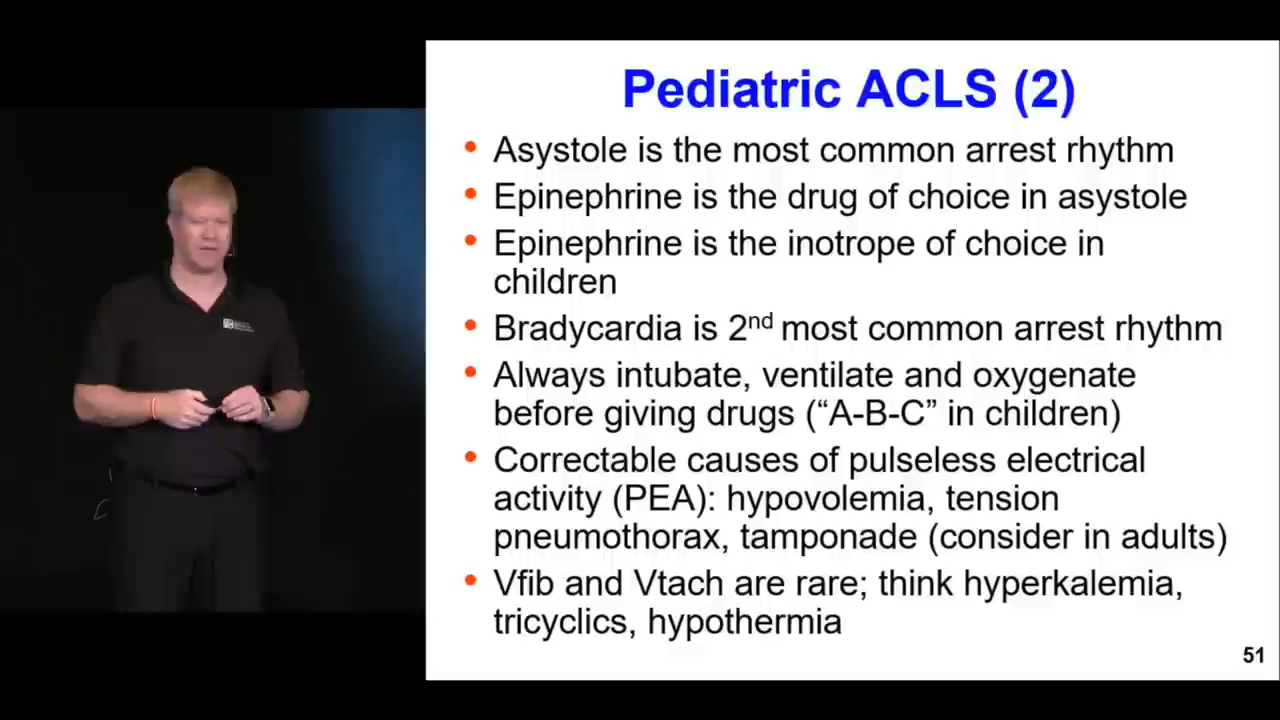 Pediatric ACLS (2)
• Asystole is the most common arrest rhythm
• Epinephrine is the drug of choice in asystole
• Epinephrine is the inotrope of choice in
children
• Bradycardia is 2nd most common arrest rhythm
• Always intubate, ventilate and oxygenate
before giving drugs (“A-B-C” in children)
• Correctable causes of pulseless electrical
activity (PEA): hypovolemia, tension
pneumothorax, tamponade (consider in adults)
• Vfib and Vtach are rare; think hyperkalemia,
tricyclics, hypothermia
51